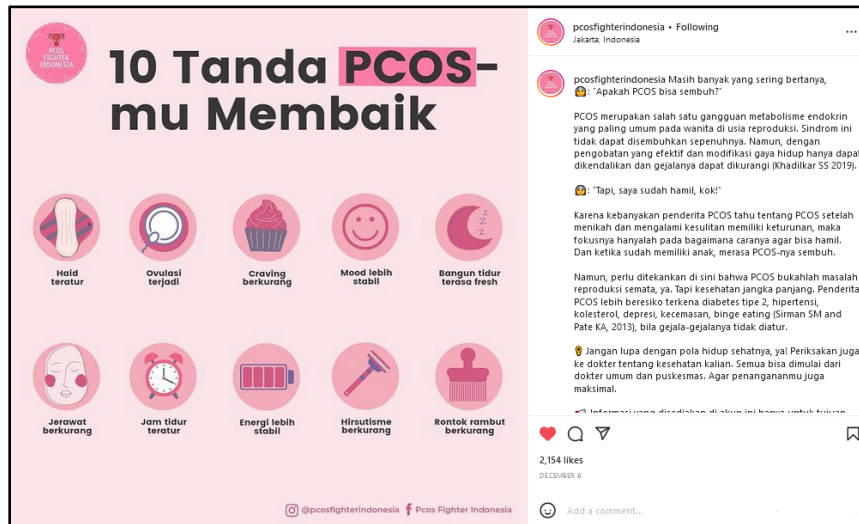 PCOS
FIGHTER
INDONESIA
10 Tanda PCOS-
mu Membaik
Haid
teratur
Ovulasi
terjadi
Craving
berkurang
Mood lebih
stabil
Bangun tidur
terasa fresh
Jerawat
berkurang
Jam tidur
teratur
Energi lebih
stabil
Hirsutisme
berkurang
Rontok rambut
berkurang
@pcosfighterindonesia
Pcos Fighter Indonesia
pcosfighterindonesia • Following
Jakarta, Indonesia
pcosfighterindonesia Masih banyak yang sering bertanya,
👩: "Apakah PCOS bisa sembuh?"
PCOS merupakan salah satu gangguan metabolisme endokrin
yang paling umum pada wanita di usia reproduksi. Sindrom ini
tidak dapat disembuhkan sepenuhnya. Namun, dengan
pengobatan yang efektif dan modifikasi gaya hidup hanya dapat
dikendalikan dan gejalanya dapat dikurangi (Khadilkar SS 2019).
👩: "Tapi, saya sudah hamil, kok!"
Karena kebanyakan penderita PCOS tahu tentang PCOS setelah
menikah dan mengalami kesulitan memiliki keturunan, maka
fokusnya hanyalah pada bagaimana caranya agar bisa hamil.
Dan ketika sudah memiliki anak, merasa PCOS-nya sembuh.
Namun, perlu ditekankan di sini bahwa PCOS bukahlah masalah
reproduksi semata, ya. Tapi kesehatan jangka panjang. Penderita
PCOS lebih beresiko terkena diabetes tipe 2, hipertensi,
kolesterol, depresi, kecemasan, binge eating (Sirman SM and
Pate KA, 2013), bila gejala-gejalanya tidak diatur.
💡 Jangan lupa dengan pola hidup sehatnya, ya! Periksakan juga
ke dokter tentang kesehatan kalian. Semua bisa dimulai dari
dokter umum dan puskesmas. Agar penangananmu juga
maksimal.
📢 Informasi yang disediakan di akun ini hanya untuk tujuan
2,154 likes
DECEMBER 8
Add a comment...